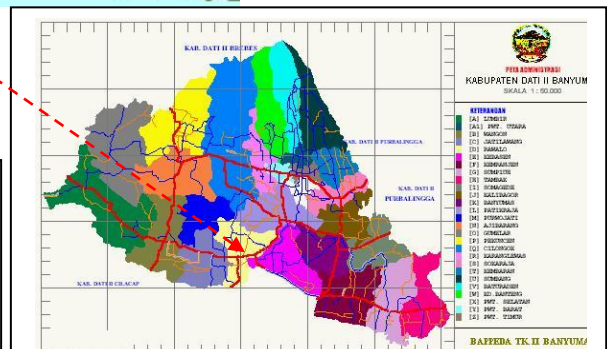 KAB. DATI II BREBES
KAB. DATI II PURBALINGGA
KAB. DATI II
PURBALINGGA
KAB. DATI II CILACAP
PETA ADMINISTRASI
KABUPATEN DATI II BANYUM
SKALA 1 : 50.000
KETERANGAN
[A] LUMBIR
[A1] PWT. UTARA
[B] WANGON
[C] JATILAWANG
[D] RAWALO
[E] KEBASEN
[F] KEMRANJEN
[G] SUMPIUH
[H] TAMBAK
[I] SOMAGEDE
[J] KALIBAGOR
[K] BANYUMAS
[L] PATIKRAJA
[M] PURWOJATI
[N] AJIBARANG
[O] GUMELAR
[P] PEKUNCEN
[Q] CILONGOK
[R] KARANGLEWAS
[S] SOKARAJA
[T] KEMBARAN
[U] SUMBANG
[V] BATURADEN
[W] KD. BANTENG
[X] PWT. SELATAN
[Y] PWT. BARAT
[Z] PWT. TIMUR
BAPPEDA TK. II BANYUMA